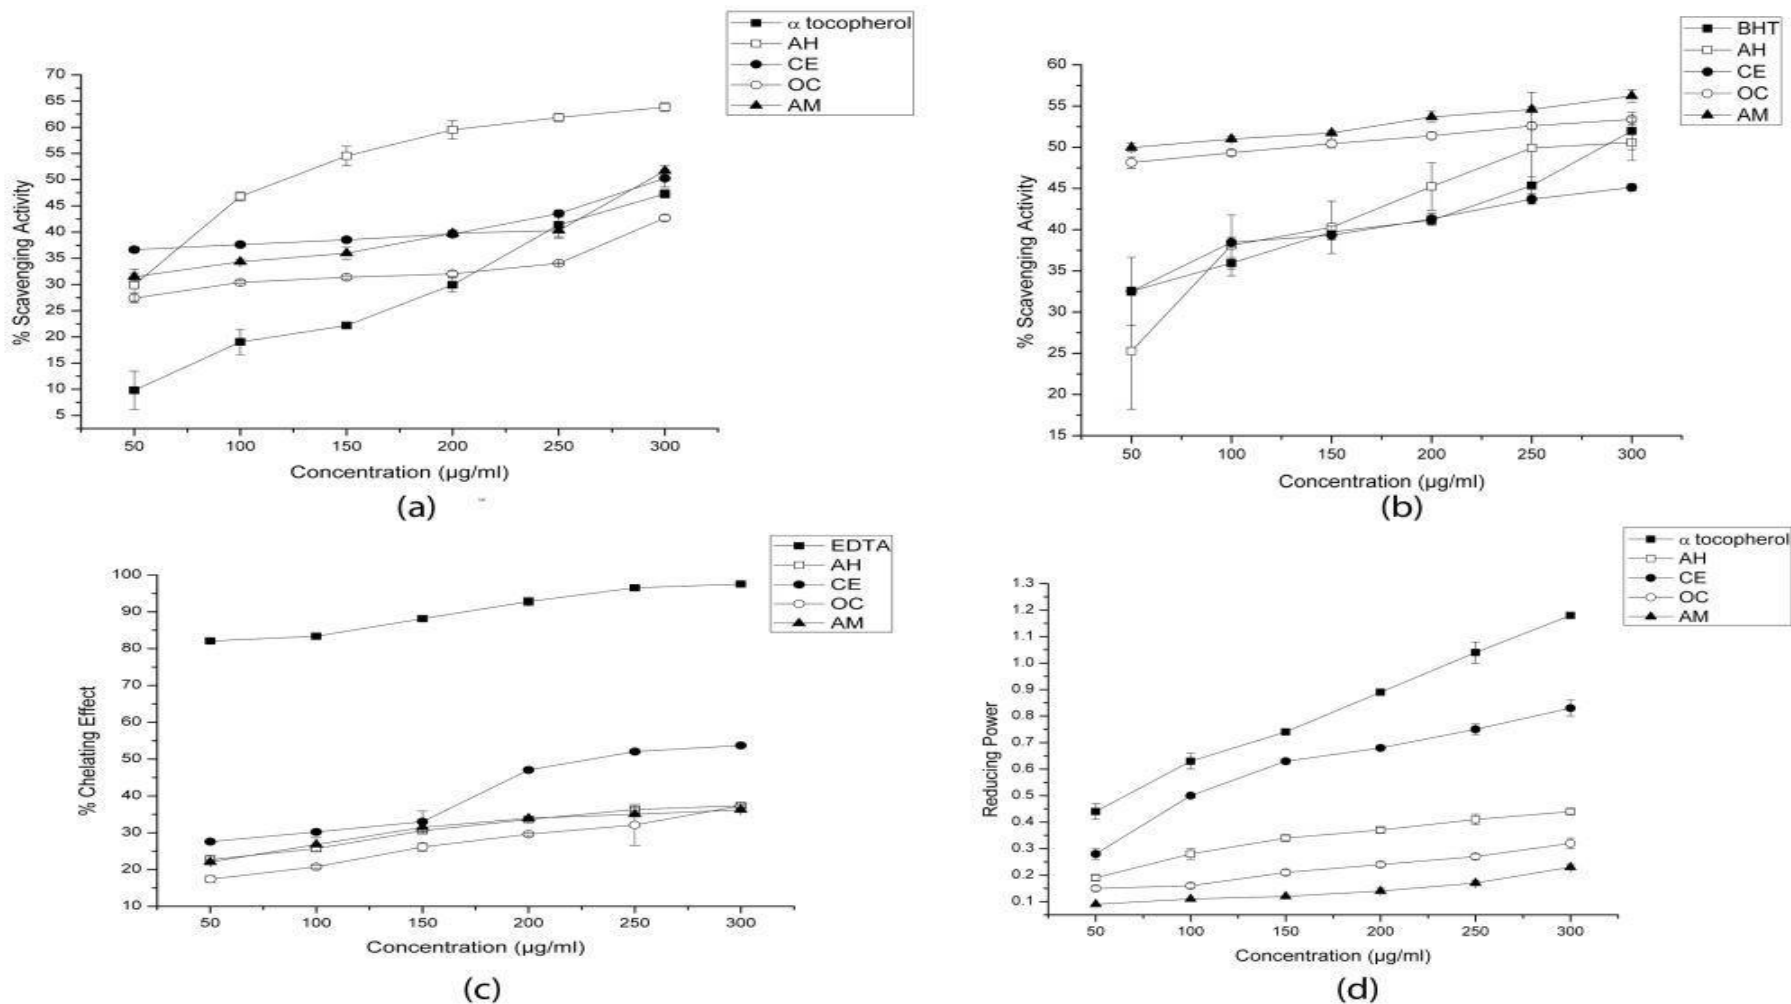 α tocopherol
AH
CE
OC
AM
70
65
60
55
50
45
40
35
30
25
20
15
10
5
% Scavenging Activity
50 100 150 200 250 300
Concentration (µg/ml)
(a)
BHT
AH
CE
OC
AM
60
55
50
45
40
35
30
25
20
15
% Scavenging Activity
50 100 150 200 250 300
Concentration (µg/ml)
(b)
EDTA
AH
CE
OC
AM
100
90
80
70
60
50
40
30
20
10
% Chelating Effect
50 100 150 200 250 300
Concentration (µg/ml)
(c)
α tocopherol
AH
CE
OC
AM
1.3
1.2
1.1
1.0
0.9
0.8
0.7
0.6
0.5
0.4
0.3
0.2
0.1
Reducing Power
50 100 150 200 250 300
Concentration (µg/ml)
(d)